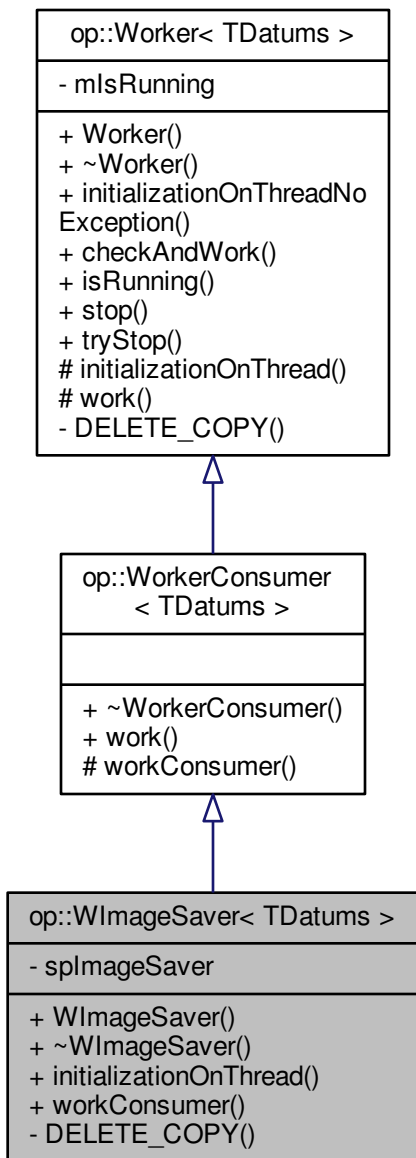 op::Worker< TDatums >
- mIsRunning
+ Worker()
+ ~Worker()
+ initializationOnThreadNo
Exception()
+ checkAndWork()
+ isRunning()
+ stop()
+ tryStop()
# initializationOnThread()
# work()
- DELETE_COPY()
op::WorkerConsumer
< TDatums >
+ ~WorkerConsumer()
+ work()
# workConsumer()
op::WImageSaver< TDatums >
- spImageSaver
+ WImageSaver()
+ ~WImageSaver()
+ initializationOnThread()
+ workConsumer()
- DELETE_COPY()